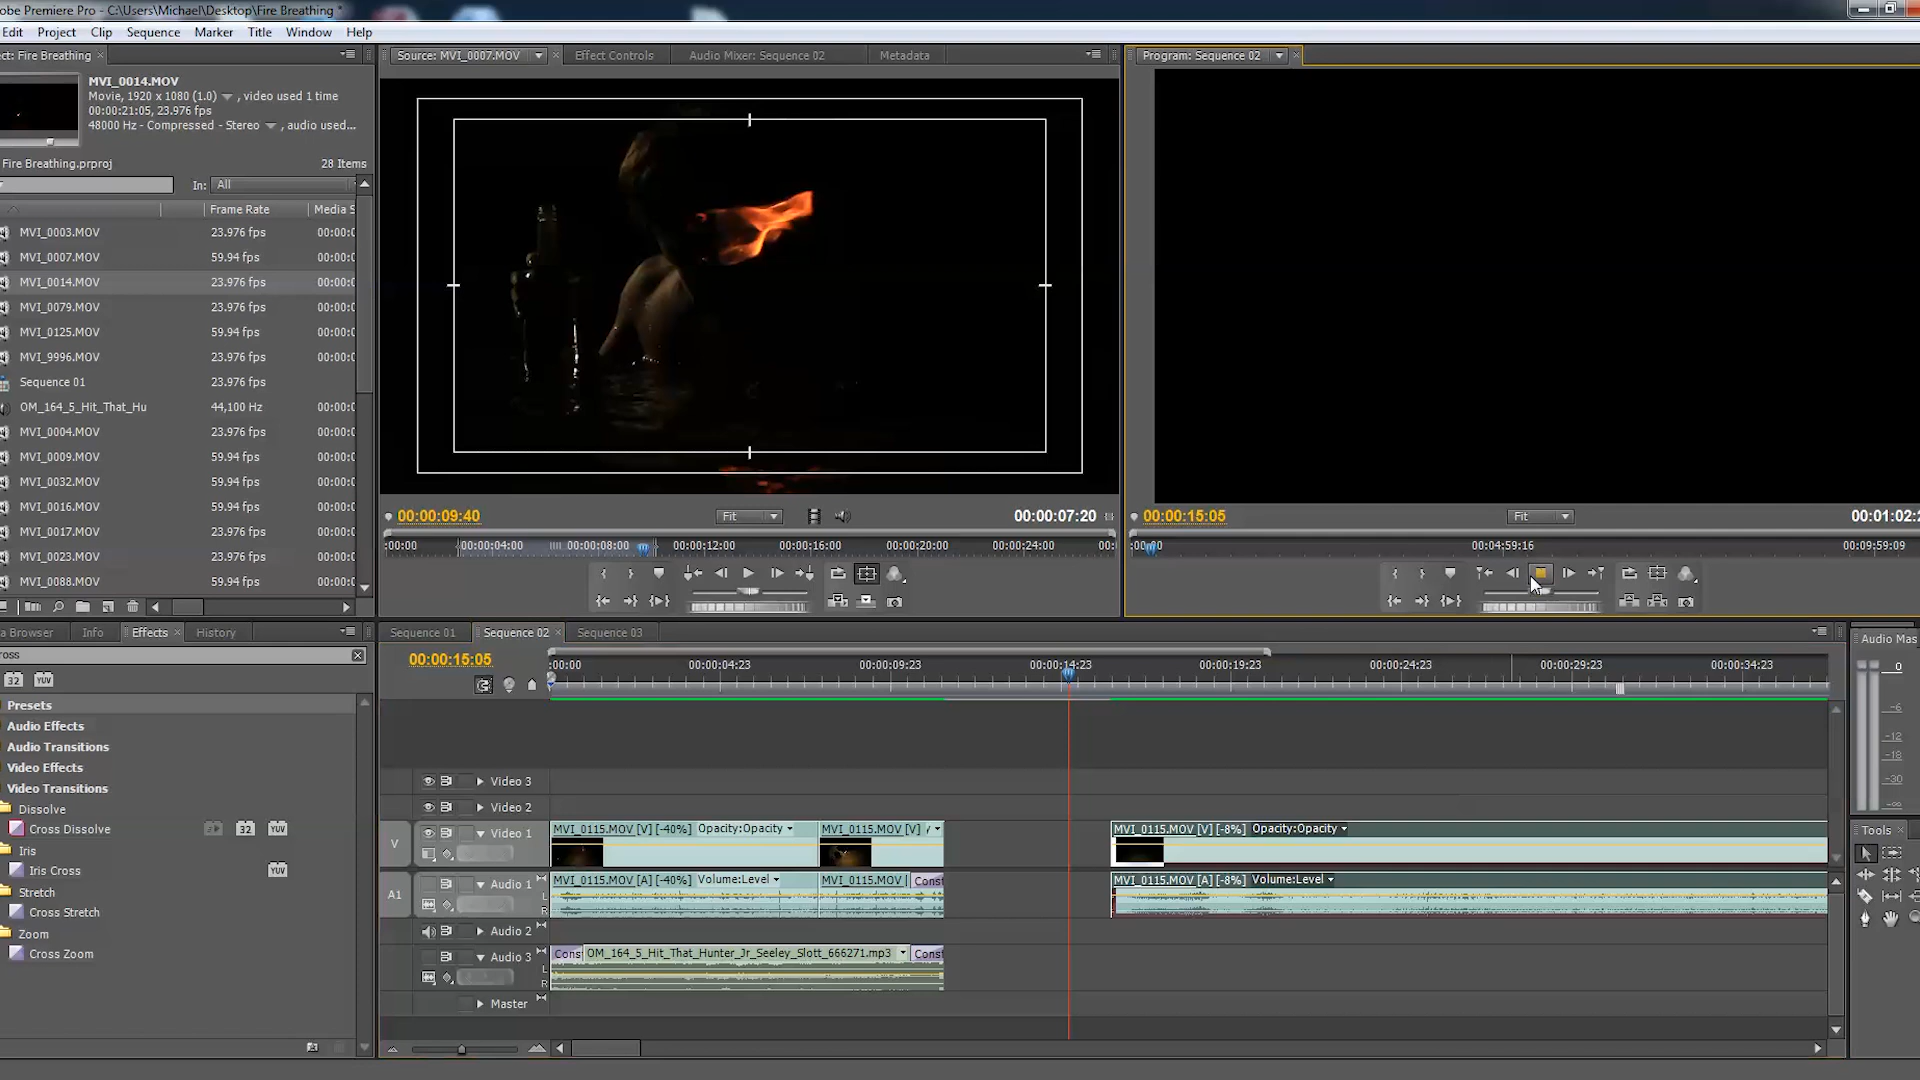 dobe Premiere Pro - C:\Users\Michael\Desktop\Fire Breathing *
Edit Project Clip Sequence Marker Title Window Help
ect: Fire Breathing
MVI_0014.MOV
Movie, 1920 x 1080 (1.0) , video used 1 time
00:00:21:05, 23.976 fps
48000 Hz - Compressed - Stereo , audio used...
Fire Breathing.prproj 28 Items
In: All
Frame Rate Media S
MVI_0003.MOV 23.976 fps 00:00:0
MVI_0007.MOV 59.94 fps 00:00:0
MVI_0014.MOV 23.976 fps 00:00:0
MVI_0079.MOV 23.976 fps 00:00:0
MVI_0125.MOV 59.94 fps 00:00:0
MVI_9996.MOV 23.976 fps 00:00:0
Sequence 01 23.976 fps
OM_164_5_Hit_That_Hu 44,100 Hz 00:00:0
MVI_0004.MOV 23.976 fps 00:00:0
MVI_0009.MOV 59.94 fps 00:00:0
MVI_0032.MOV 59.94 fps 00:00:0
MVI_0016.MOV 23.976 fps 00:00:0
MVI_0017.MOV 23.976 fps 00:00:0
MVI_0023.MOV 23.976 fps 00:00:0
MVI_0088.MOV 59.94 fps 00:00:0
Source: MVI_0007.MOV Effect Controls Audio Mixer: Sequence 02 Metadata
00:00:09:40 Fit 00:00:07:20
:00:00 00:00:04:00 00:00:08:00 00:00:12:00 00:00:16:00 00:00:20:00 00:00:24:00 00:
Program: Sequence 02
00:00:15:05 Fit 00:01:02:2
00:04:59:16 00:09:59:09
a Browser Info Effects History
ross
32 YUV
Presets
Audio Effects
Audio Transitions
Video Effects
Video Transitions
Dissolve
Cross Dissolve 32 YUV
Iris
Iris Cross YUV
Stretch
Cross Stretch
Zoom
Cross Zoom
Sequence 01 Sequence 02 Sequence 03
00:00:15:05
:00:00 00:00:04:23 00:00:09:23 00:00:14:23 00:00:19:23 00:00:24:23 00:00:29:23 00:00:34:23
Video 3
Video 2
V Video 1
MVI_0115.MOV [V] [-40%] Opacity:Opacity MVI_0115.MOV [V] MVI_0115.MOV [V] [-8%] Opacity:Opacity
A1 Audio 1
MVI_0115.MOV [A] [-40%] Volume:Level MVI_0115.MOV Const MVI_0115.MOV [A] [-8%] Volume:Level
L
R
Audio 2
Audio 3
Cons OM_164_5_Hit_That_Hunter_Jr_Seeley_Slott_666271.mp3 Const
L
R
Master
Audio Mas
0
-6
-12
-18
-30
Tools